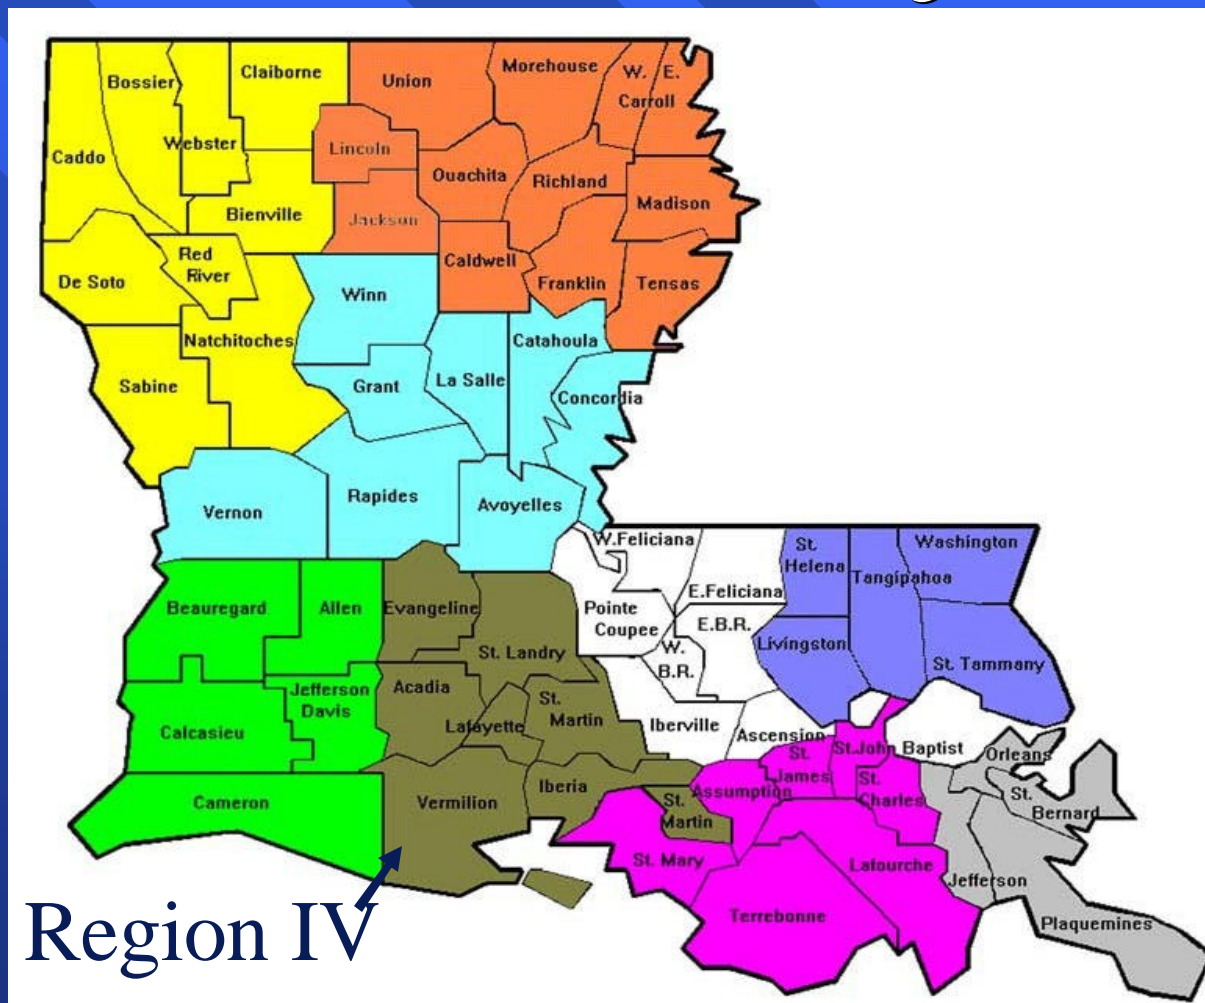 Claiborne
Union
Morehouse
W. E.
Carroll
Bossier
Webster
Caddo
Lincoln
Ouachita
Richland
Madison
Bienville
Jackson
Red
River
De Soto
Caldwell
Franklin
Tensas
Winn
Natchitoches
Catahoula
Sabine
Grant
La Salle
Concordia
Vernon
Rapides
Avoyelles
W.Feliciana
St.
Helena
Washington
Tangipahoa
E.Feliciana
Beauregard
Allen
Evangeline
Pointe
Coupee
E.B.R.
W.
B.R.
Livingston
St. Landry
St. Tammany
Acadia
Jefferson
Davis
St.
Martin
Lafayette
Iberville
Ascension
Calcasieu
St.
James
St.John Baptist
Orleans
Cameron
Vermilion
Iberia
Assumption
St.
Charles
St.
Bernard
St.
Martin
St. Mary
Lafourche
Jefferson
Terrebonne
Plaquemines
Region IV